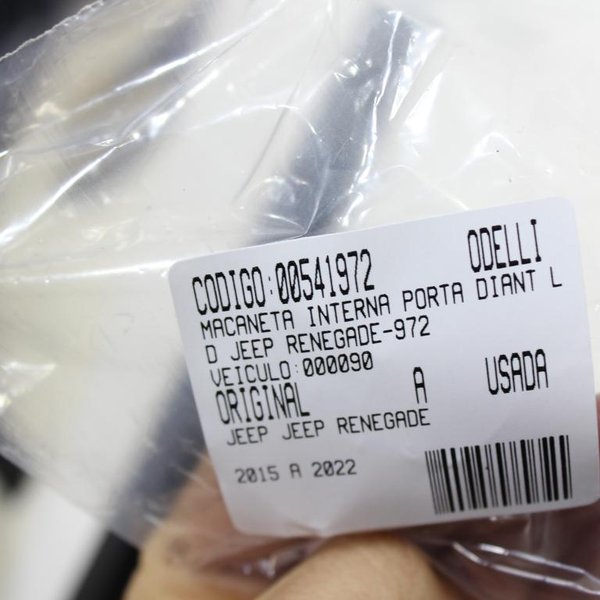 CODIGO:00541972 ODELLI
MACANETA INTERNA PORTA DIANT L
D JEEP RENEGADE-972
VEICULO:000090
ORIGINAL A USADA
JEEP JEEP RENEGADE
2015 A 2022